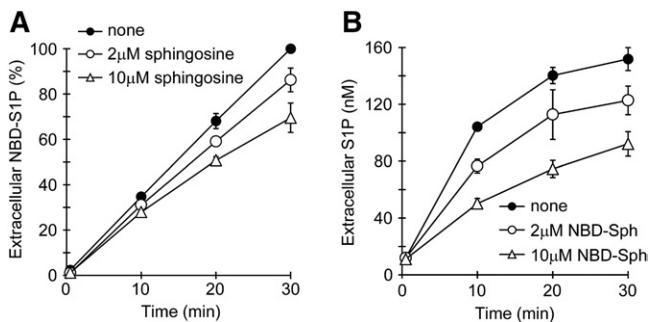 A
none
2μM sphingosine
10μM sphingosine
Extracellular NBD-S1P (%)
100
80
60
40
20
0
0 10 20 30
Time (min)
B
Extracellular S1P (nM)
160
120
80
40
0
none
2μM NBD-Sph
10μM NBD-Sph
0 10 20 30
Time (min)